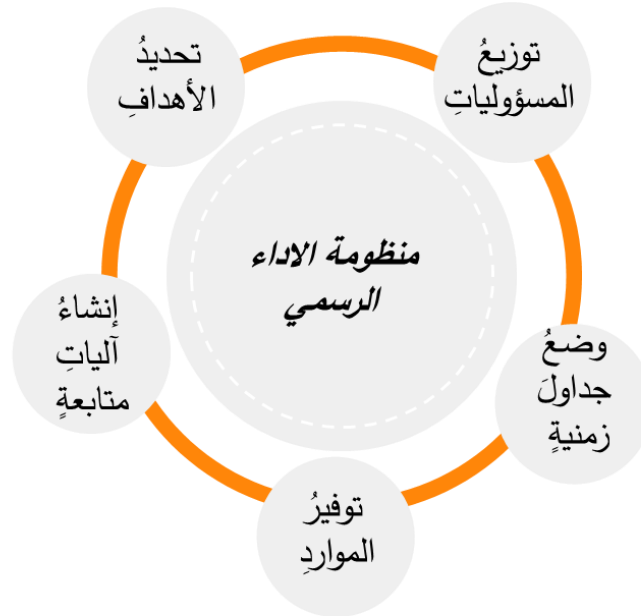 تحديدُ
الأهدافِ
توزيعُ
المسؤولياتِ
وضعُ
جداولَ
زمنيةٍ
توفيرُ
المواردِ
إنشاءُ
آلياتِ
متابعةٍ
منظومة الاداء
الرسمي